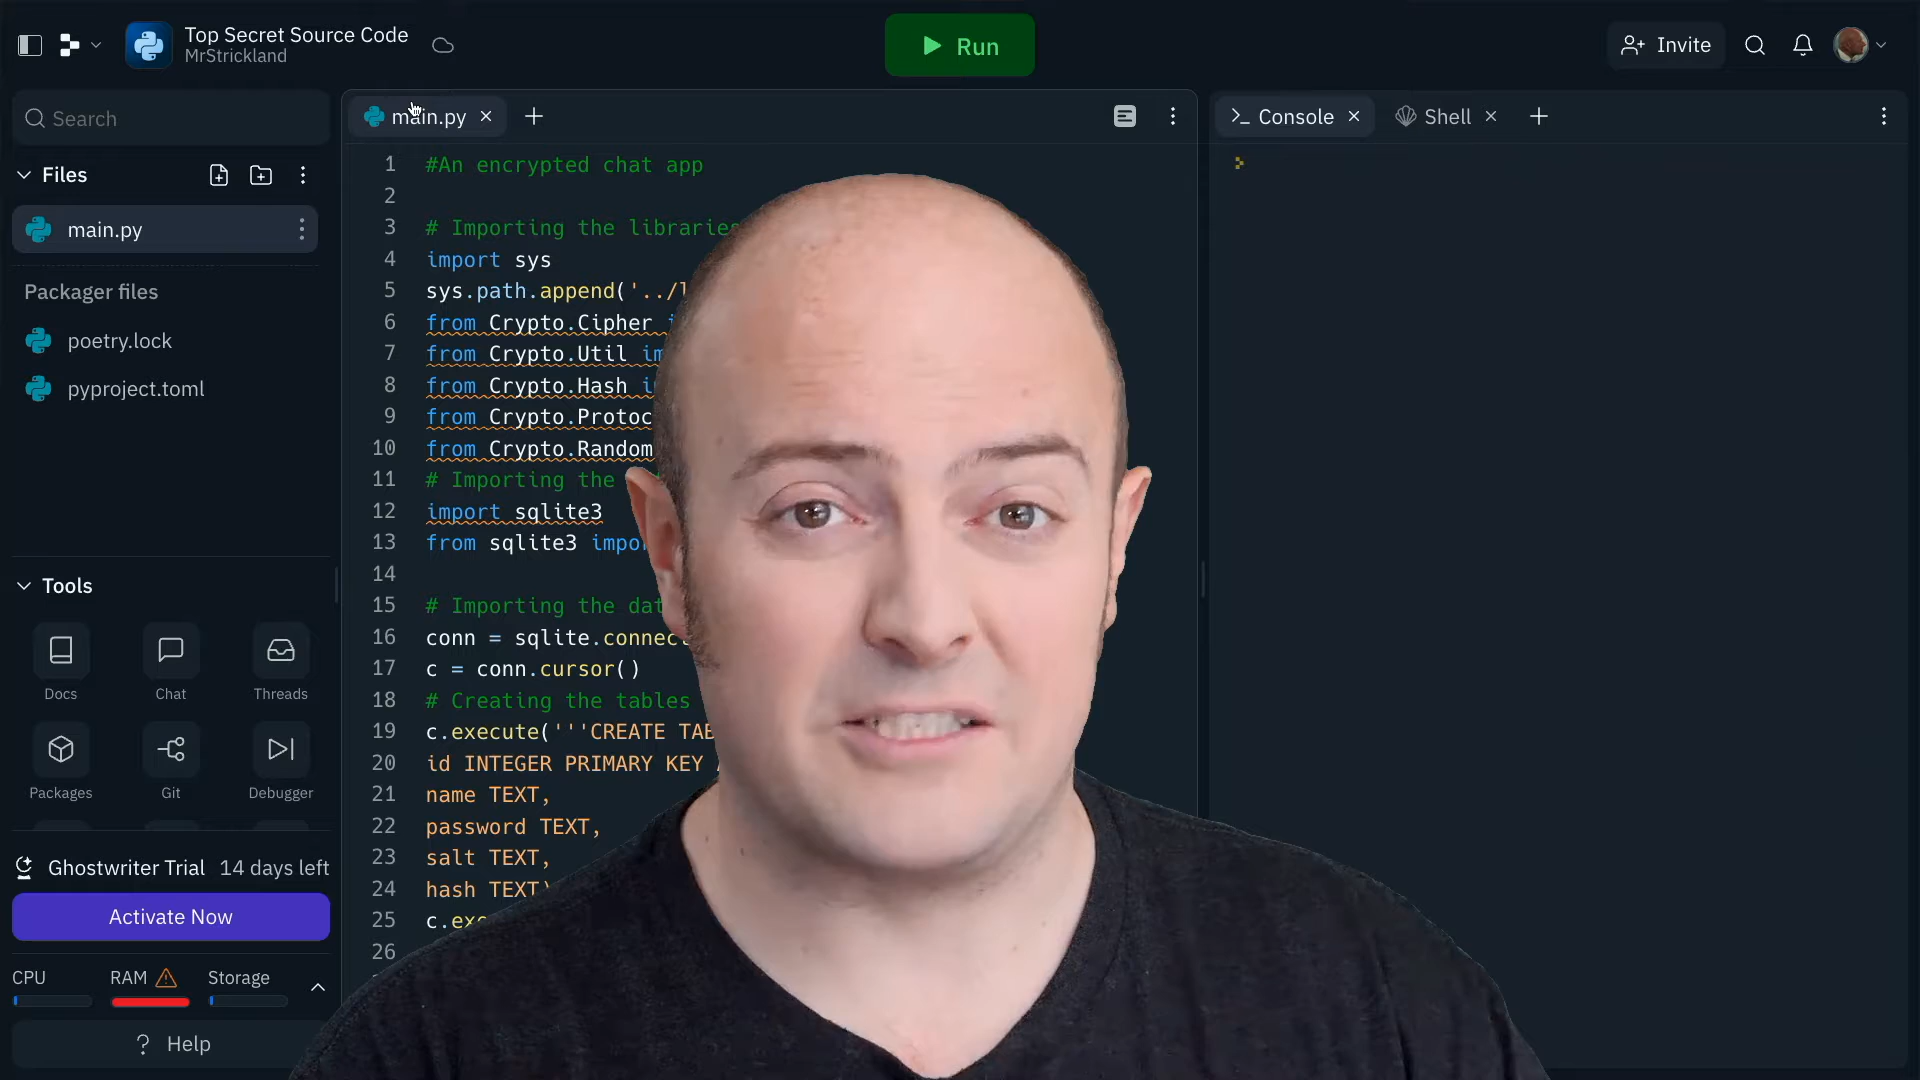 Top Secret Source Code
MrStrickland
Run
Invite
Search
Files
main.py
Packager files
poetry.lock
pyproject.toml
Tools
Docs
Chat
Threads
Packages
Git
Debugger
Ghostwriter Trial 14 days left
Activate Now
CPU
RAM
Storage
? Help
main.py
1 #An encrypted chat app
2
3 # Importing the libraries
4 import sys
5 sys.path.append('../
6 from Crypto.Cipher
7 from Crypto.Util
8 from Crypto.Hash
9 from
10 from Crypto.Random
11 # Importing the
12 import sqlite3
13 from sqlite3
14
15 # Importing the
16 conn = sqlite.
17 c = conn.cursor()
18 # Creating the tables
19 c.execute('''CREATE
20 id INTEGER PRIMARY KEY
21 name TEXT,
22 password TEXT,
23 salt TEXT,
24 hash TEXT
25 c.
26
>_ Console
Shell